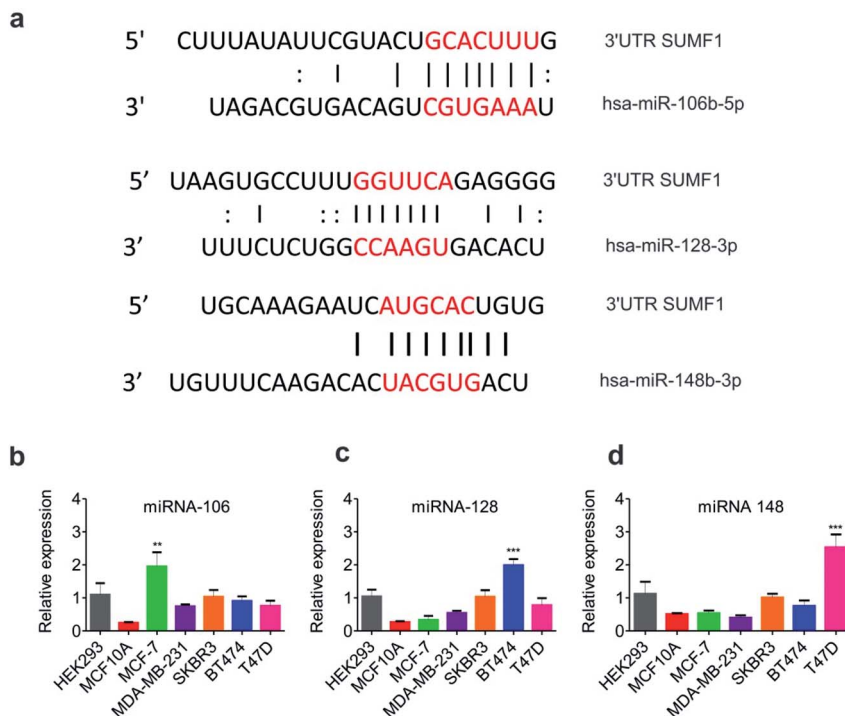 a
5' CUUUAUAUUCGUACUGCACUUUG 3'UTR SUMF1
3' UAGACGUGACAGUCGUGAAAU hsa-miR-106b-5p
5’ UAAGUGCCUUUGGUUCAGAGGGG 3'UTR SUMF1
3’ UUUCUCUGGCCAAGUGACACU hsa-miR-128-3p
5’ UGCAAAGAAUCAUGCACUGUG 3'UTR SUMF1
3’ UGUUUCAAGACACUACGUGACU hsa-miR-148b-3p
b
miRNA-106
Relative expression
4
3
2
1
0
**
HEK293
MCF10A
MCF-7
MDA-MB-231
SKBR3
BT474
T47D
c
miRNA-128
Relative expression
4
3
2
1
0
***
HEK293
MCF10A
MCF-7
MDA-MB-231
SKBR3
BT474
T47D
d
miRNA 148
Relative expression
4
3
2
1
0
***
HEK293
MCF10A
MCF-7
MDA-MB-231
SKBR3
BT474
T47D